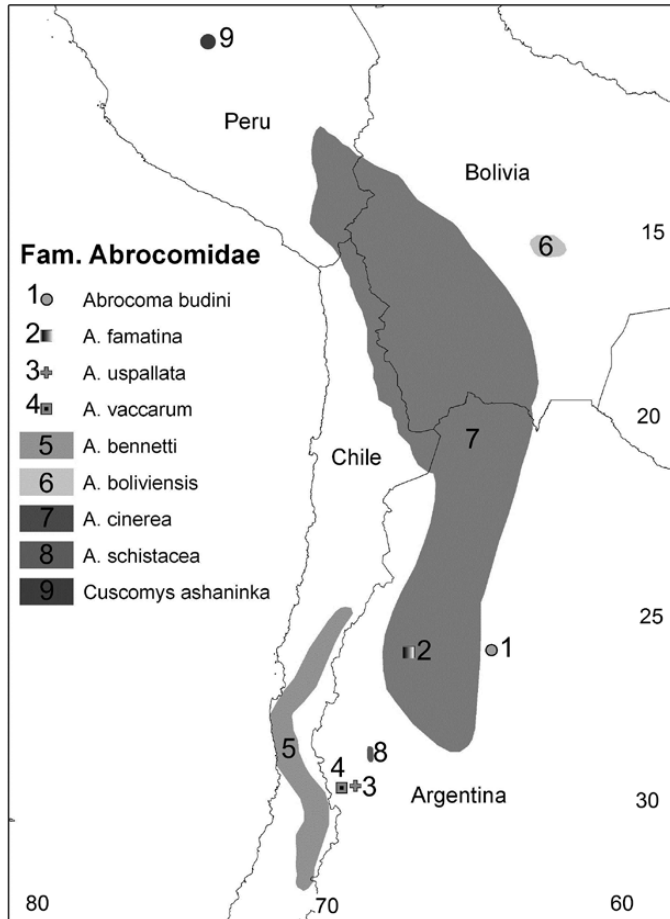 9
Peru
Bolivia
15
6
Fam. Abrocomidae
1 Abrocoma budini
2 A. famatina
3 A. uspallata
4 A. vaccarum
5 A. bennetti
6 A. boliviensis
7 A. cinerea
8 A. schistacea
9 Cuscomys ashaninka
20
7
Chile
25
2
1
5
8
4
3
Argentina
30
80
70
60